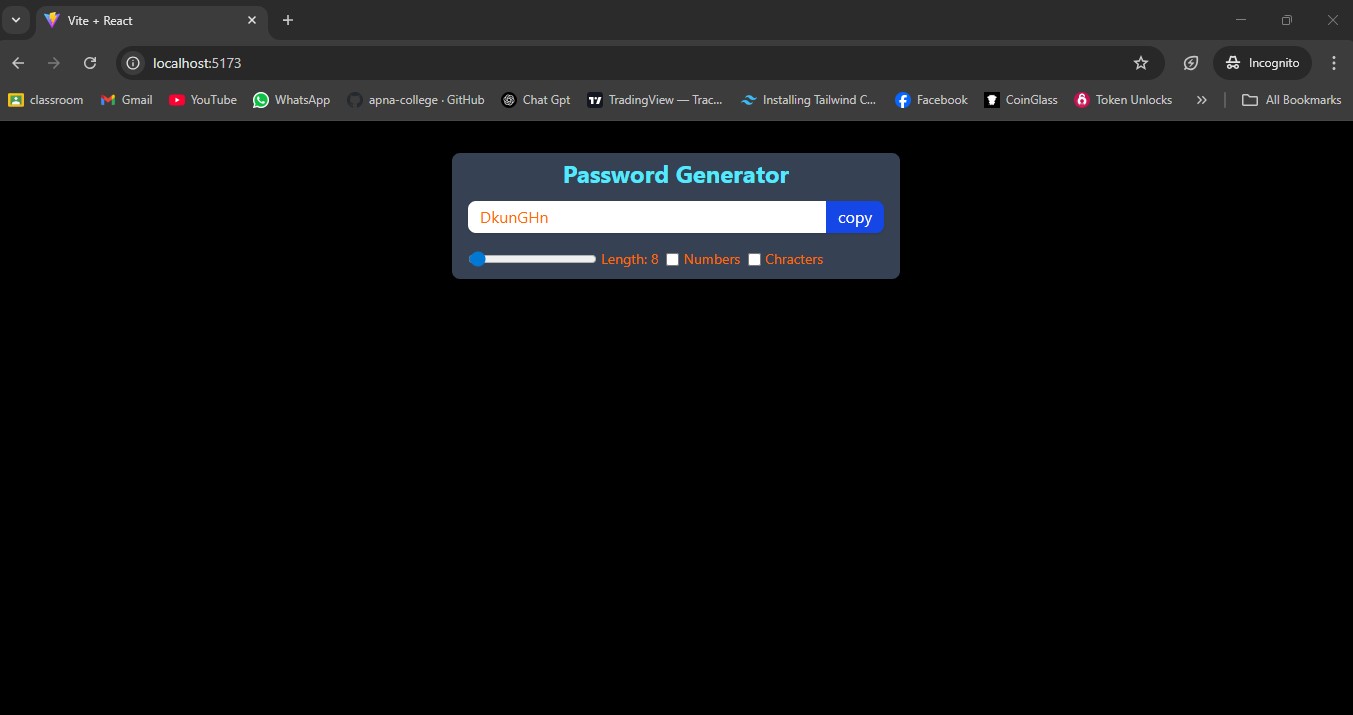 Vite + React
localhost:5173
Incognito
classroom Gmail YouTube WhatsApp apna-college · GitHub Chat Gpt TradingView — Trac... Installing Tailwind C... Facebook CoinGlass Token Unlocks All Bookmarks
Password Generator
DkunGHn copy
Length: 8 Numbers Chracters